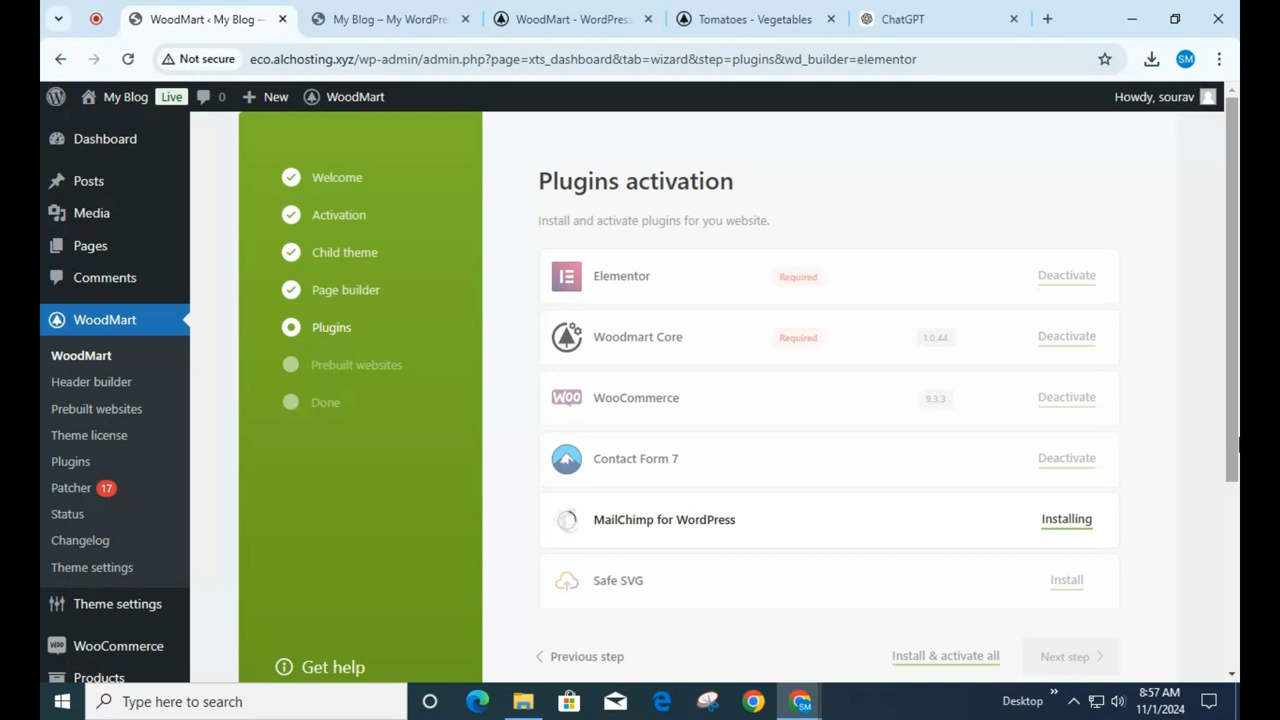 WoodMart ‹ My Blog —
My Blog – My WordPre
WoodMart - WordPress
Tomatoes - Vegetables
ChatGPT
Not secure
eco.alchosting.xyz/wp-admin/admin.php?page=xts_dashboard&tab=wizard&step=plugins&wd_builder=elementor
SM
My Blog
Live
0
New
WoodMart
Howdy, sourav
Dashboard
Posts
Media
Pages
Comments
WoodMart
WoodMart
Header builder
Prebuilt websites
Theme license
Plugins
Patcher 17
Status
Changelog
Theme settings
Theme settings
WooCommerce
Products
Welcome
Activation
Child theme
Page builder
Plugins
Prebuilt websites
Done
Get help
Plugins activation
Install and activate plugins for you website.
Elementor Required Deactivate
Woodmart Core Required 1.0.44 Deactivate
Woo WooCommerce 9.3.3 Deactivate
Contact Form 7 Deactivate
MailChimp for WordPress Installing
Safe SVG Install
Previous step Install & activate all Next step
Type here to search
SM
Desktop
8:57 AM
11/1/2024